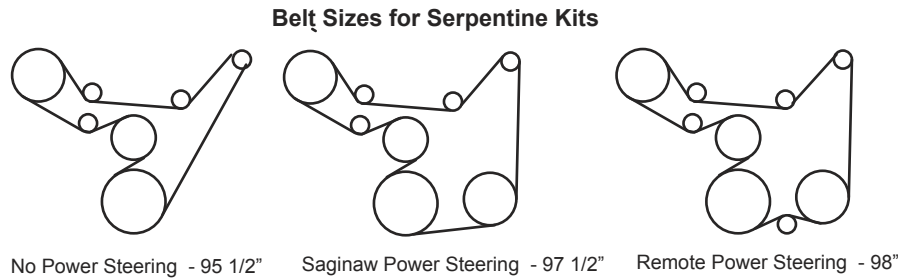 Belt Sizes for Serpentine Kits
No Power Steering - 95 1/2”
Saginaw Power Steering - 97 1/2”
Remote Power Steering - 98”